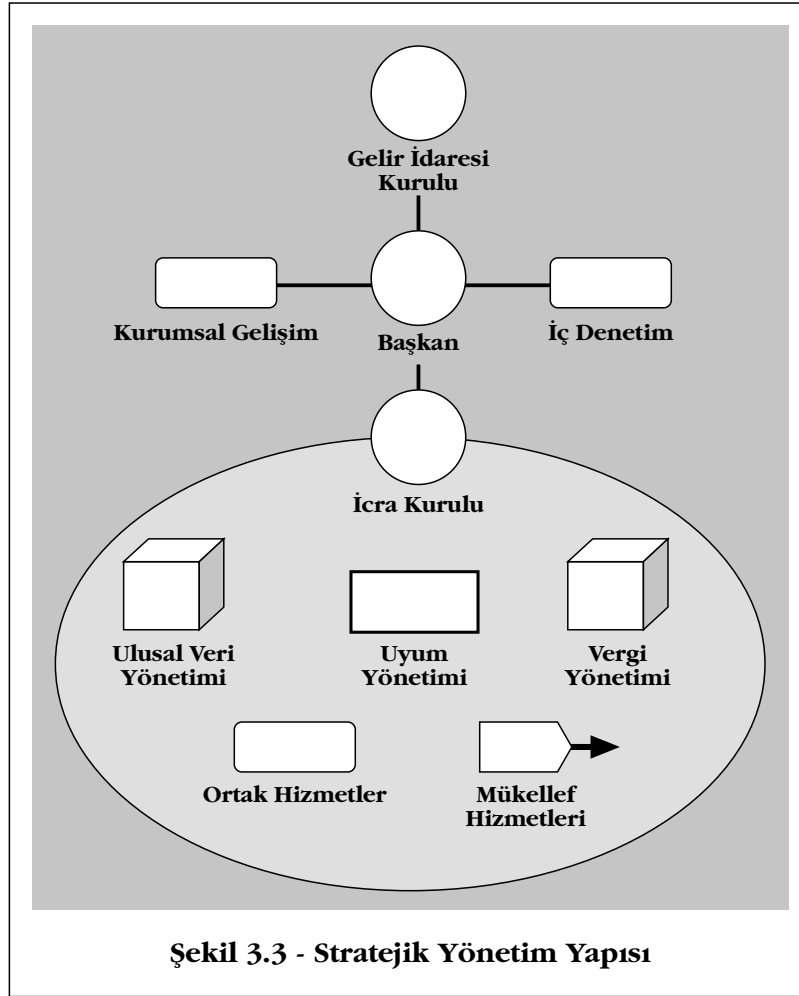 Gelir İdaresi
Kurulu
Kurumsal Gelişim
Başkan
İç Denetim
İcra Kurulu
Ulusal Veri
Yönetimi
Uyum
Yönetimi
Vergi
Yönetimi
Ortak Hizmetler
Mükellef
Hizmetleri
Şekil 3.3 - Stratejik Yönetim Yapısı